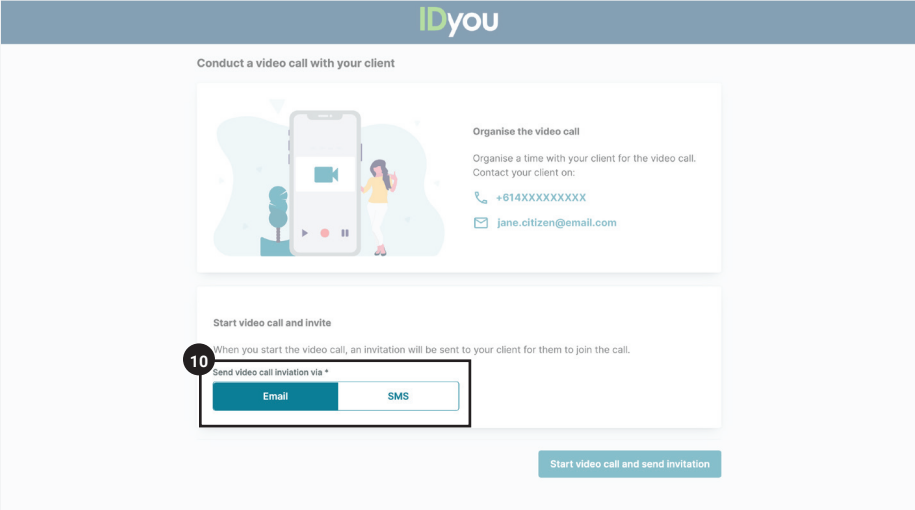 IDyou
Conduct a video call with your client
Organise the video call
Organise a time with your client for the video call.
Contact your client on:
+614XXXXXXXXX
jane.citizen@email.com
Start video call and invite
When you start the video call, an invitation will be sent to your client for them to join the call.
10
Send video call inviation via *
Email
SMS
Start video call and send invitation